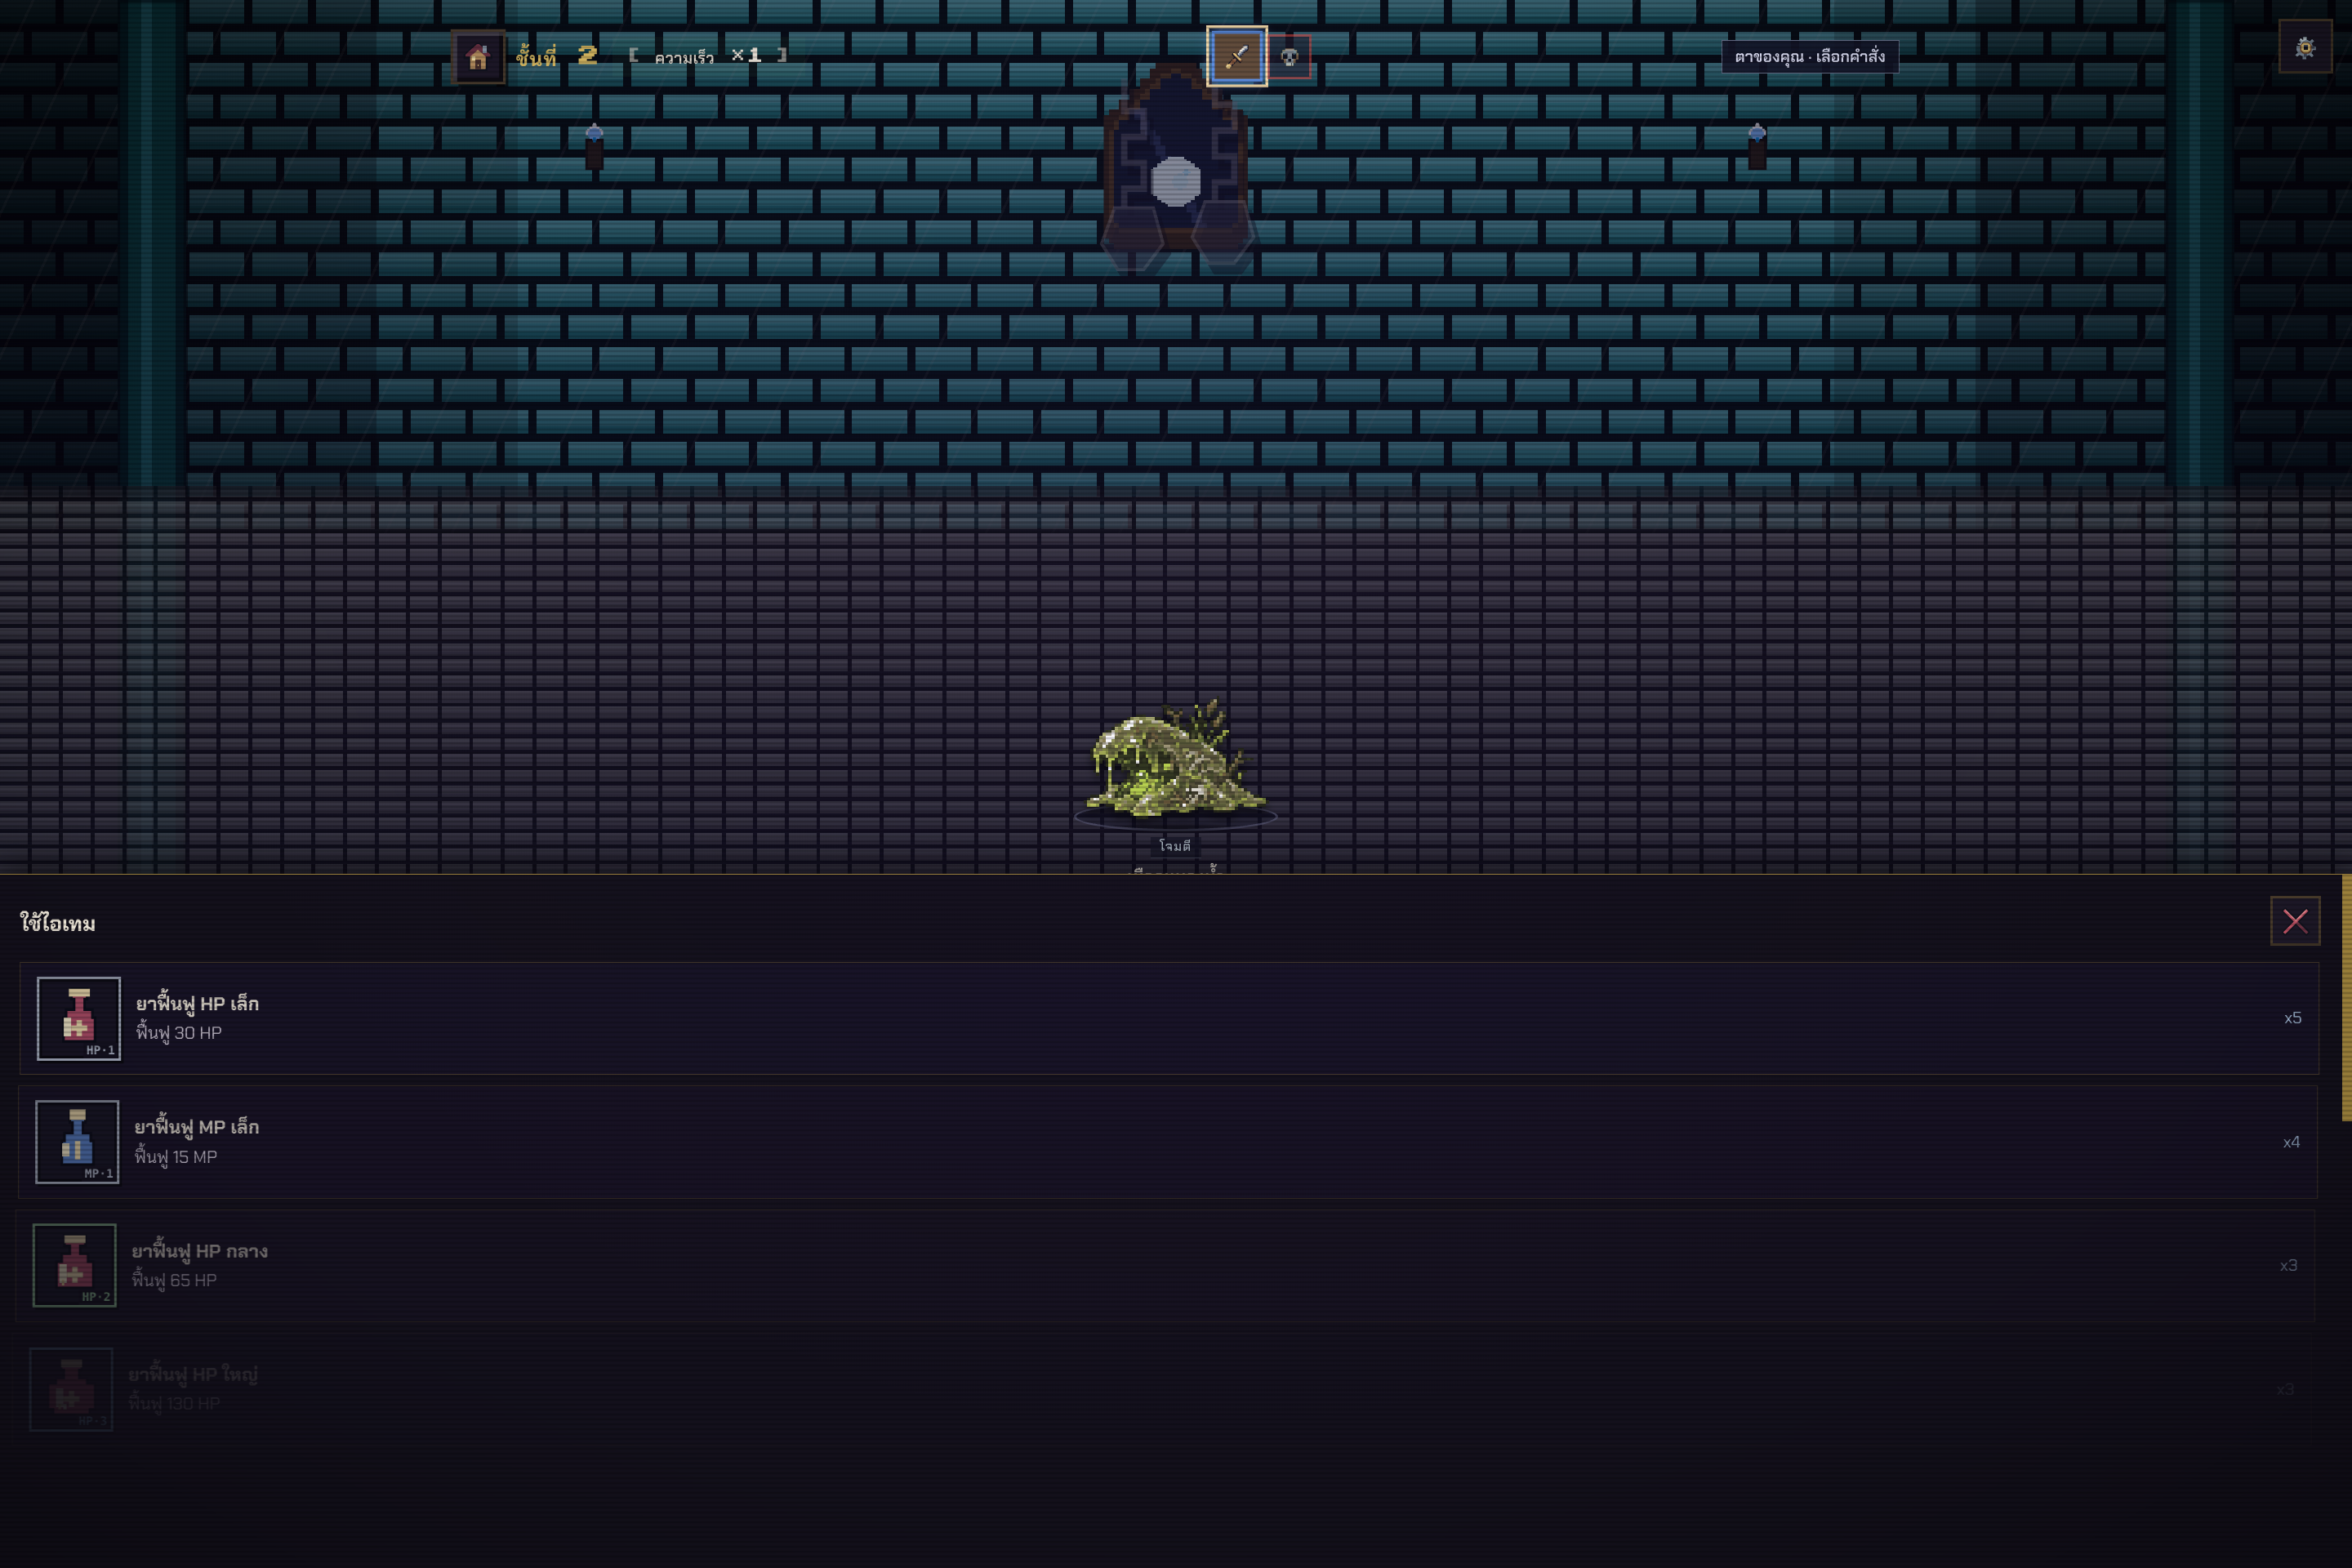 ชั้นที่ 2 [ ความเร็ว ×1 ]
ตาของคุณ · เลือกคำสั่ง
โจมตี
ใช้ไอเทม
ยาฟื้นฟู HP เล็ก
ฟื้นฟู 30 HP
x5
HP·1
ยาฟื้นฟู MP เล็ก
ฟื้นฟู 15 MP
x4
MP·1
ยาฟื้นฟู HP กลาง
ฟื้นฟู 65 HP
x3
HP·2
ยาฟื้นฟู HP ใหญ่
ฟื้นฟู 130 HP
x3
HP·3